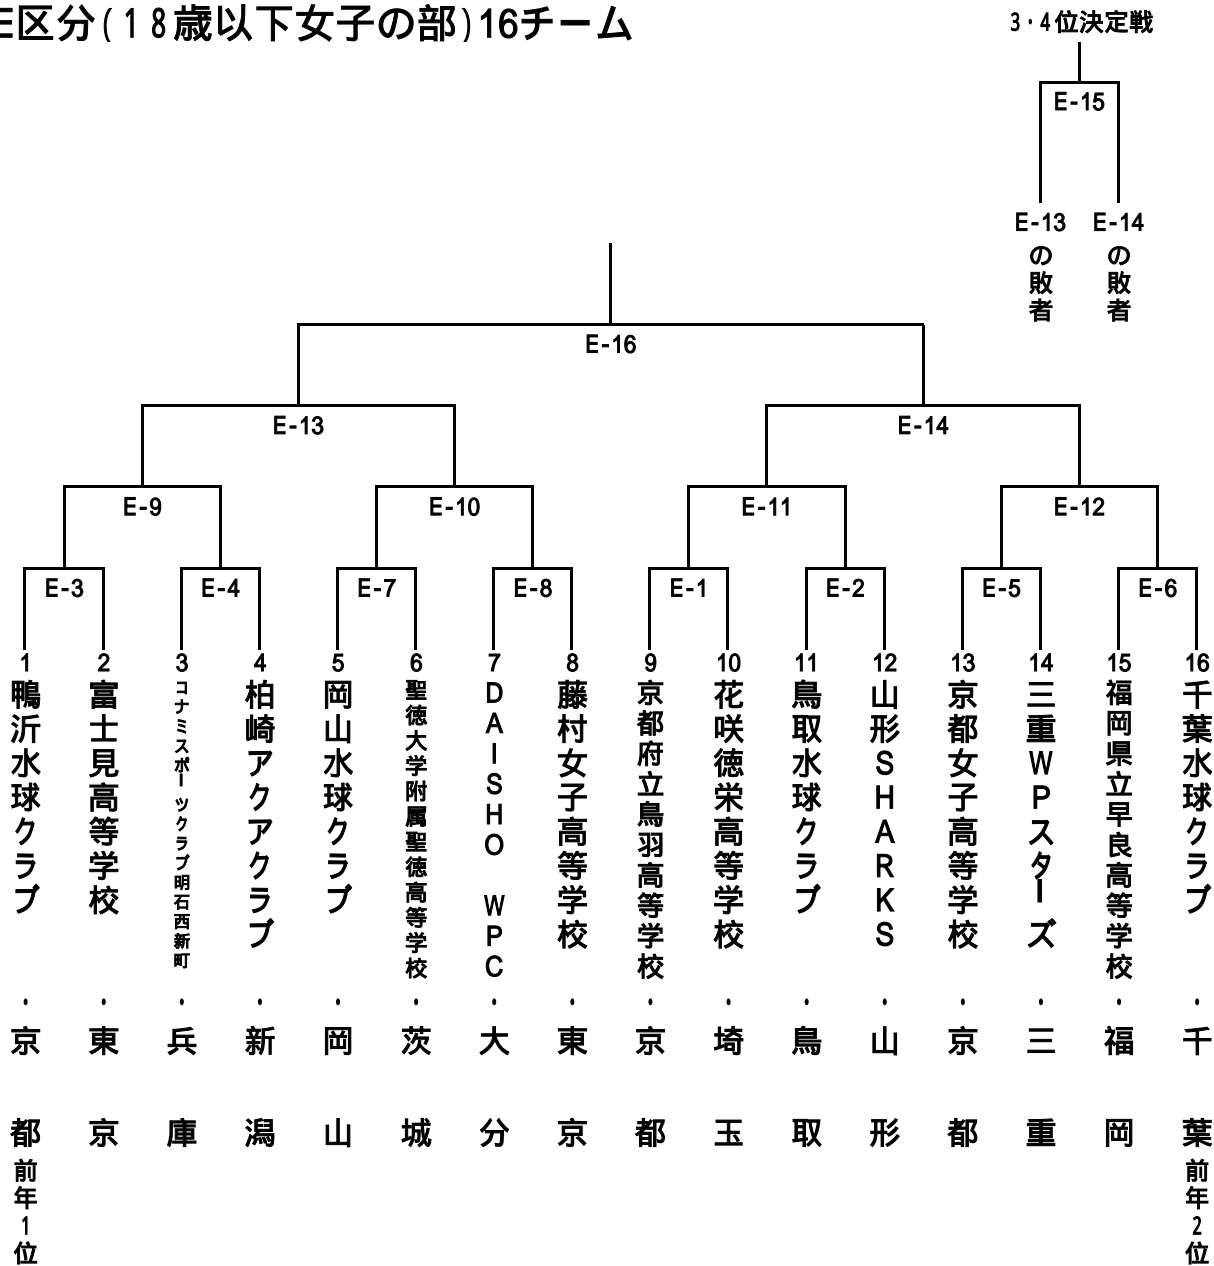 E区分(18歳以下女子の部)16チーム
3・4位決定戦
E-15
E-13の敗者
E-14の敗者
E-16
E-13
E-14
E-9
E-10
E-11
E-12
E-3
E-4
E-7
E-8
E-1
E-2
E-5
E-6
1 鴨沂水球クラブ ・京都 前年1位
2 富士見高等学校 ・東京
3 コナミスポーツクラブ明石西新町 ・兵庫
4 柏崎アクアクラブ ・新潟
5 岡山水球クラブ ・岡山
6 聖徳大学附属聖徳高等学校 ・茨城
7 DAISHO WPC ・大分
8 藤村女子高等学校 ・東京
9 京都府立鳥羽高等学校 ・京都
10 花咲徳栄高等学校 ・埼玉
11 鳥取水球クラブ ・鳥取
12 山形SHARKS ・山形
13 京都女子高等学校 ・京都
14 三重WPスターズ ・三重
15 福岡県立早良高等学校 ・福岡
16 千葉水球クラブ ・千葉 前年2位